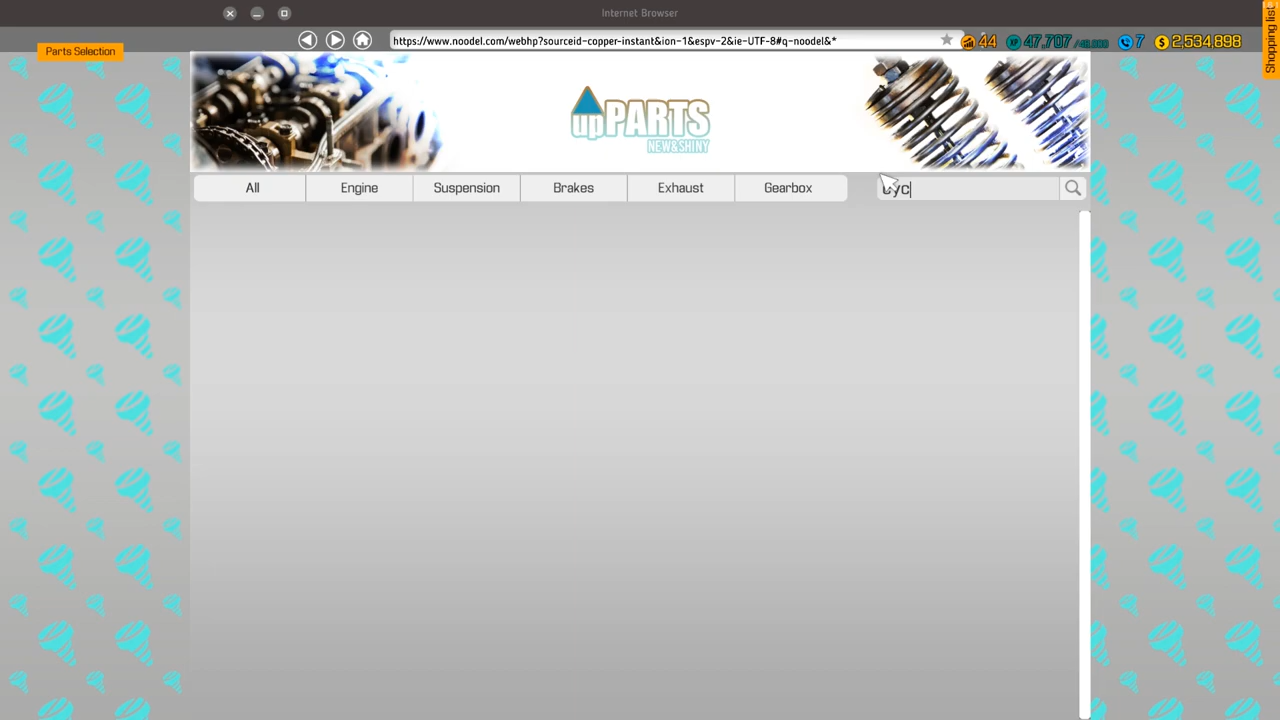 Internet Browser
Parts Selection
https://www.noodel.com/webhp?sourceid-copper-instant&ion-1&espv-2&ie-UTF-8#q-noodel&*
44
47,707
7
2,534,898
Shopping list
upPARTS
NEW&SHINY
All
Engine
Suspension
Brakes
Exhaust
Gearbox